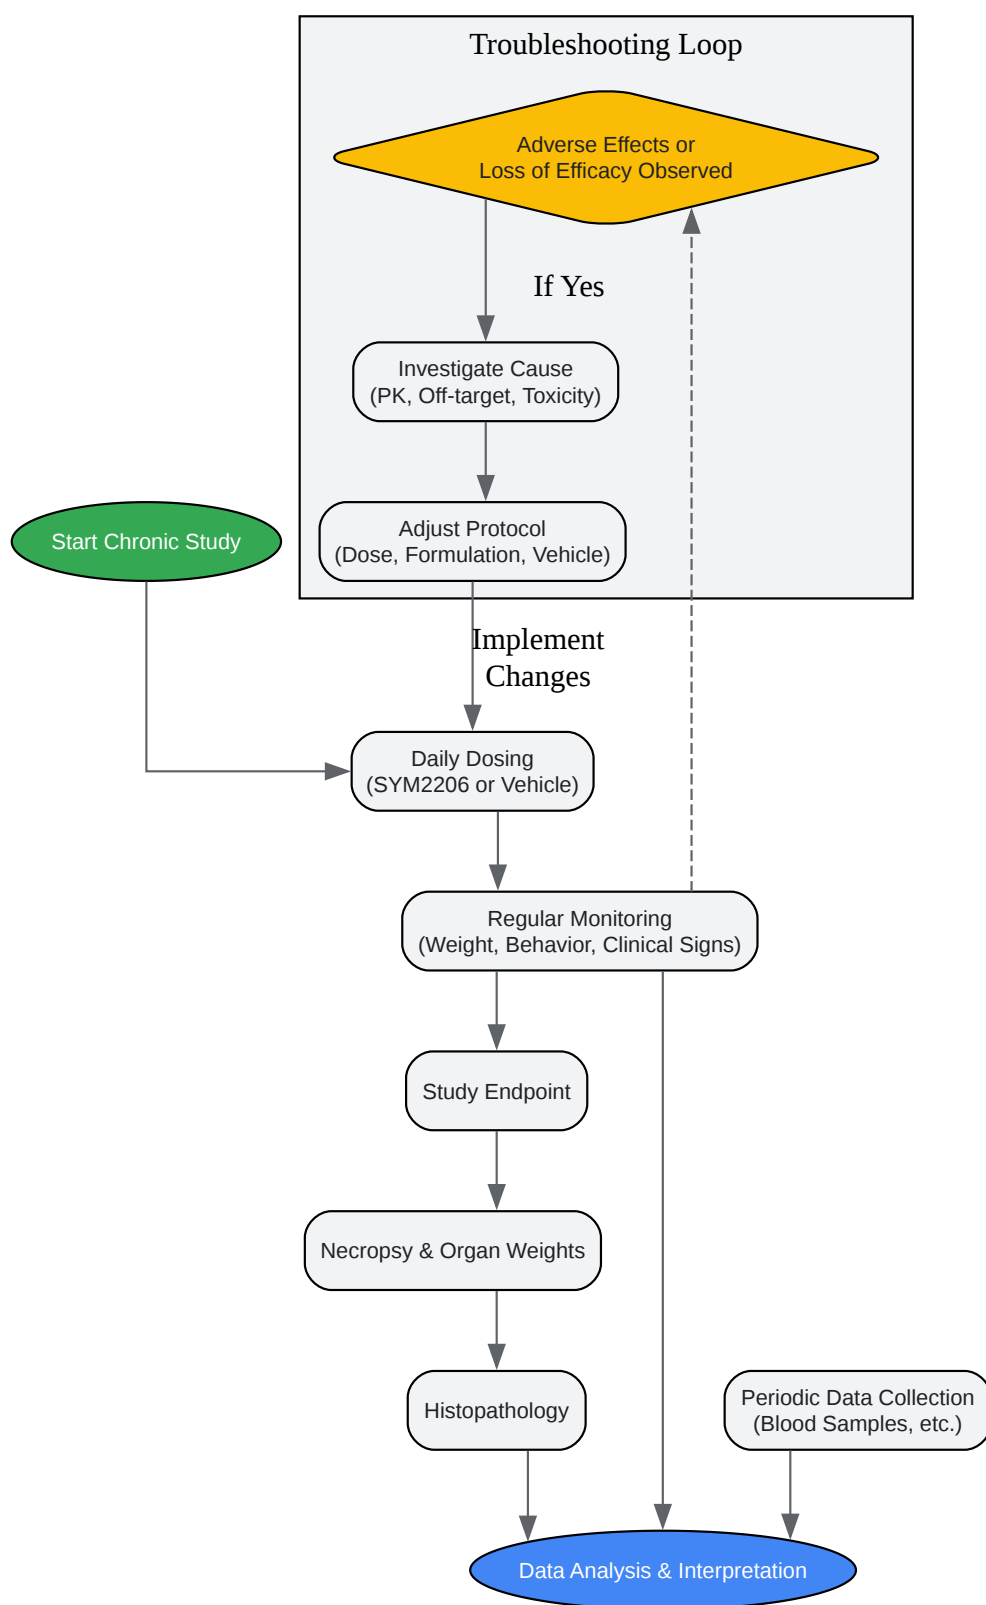 Troubleshooting Loop
Adverse Effects or
Loss of Efficacy Observed
If Yes
Investigate Cause
(PK, Off-target, Toxicity)
Adjust Protocol
(Dose, Formulation, Vehicle)
Start Chronic Study
Implement
Changes
Daily Dosing
(SYM2206 or Vehicle)
Regular Monitoring
(Weight, Behavior, Clinical Signs)
Study Endpoint
Necropsy & Organ Weights
Histopathology
Periodic Data Collection
(Blood Samples, etc.)
Data Analysis & Interpretation